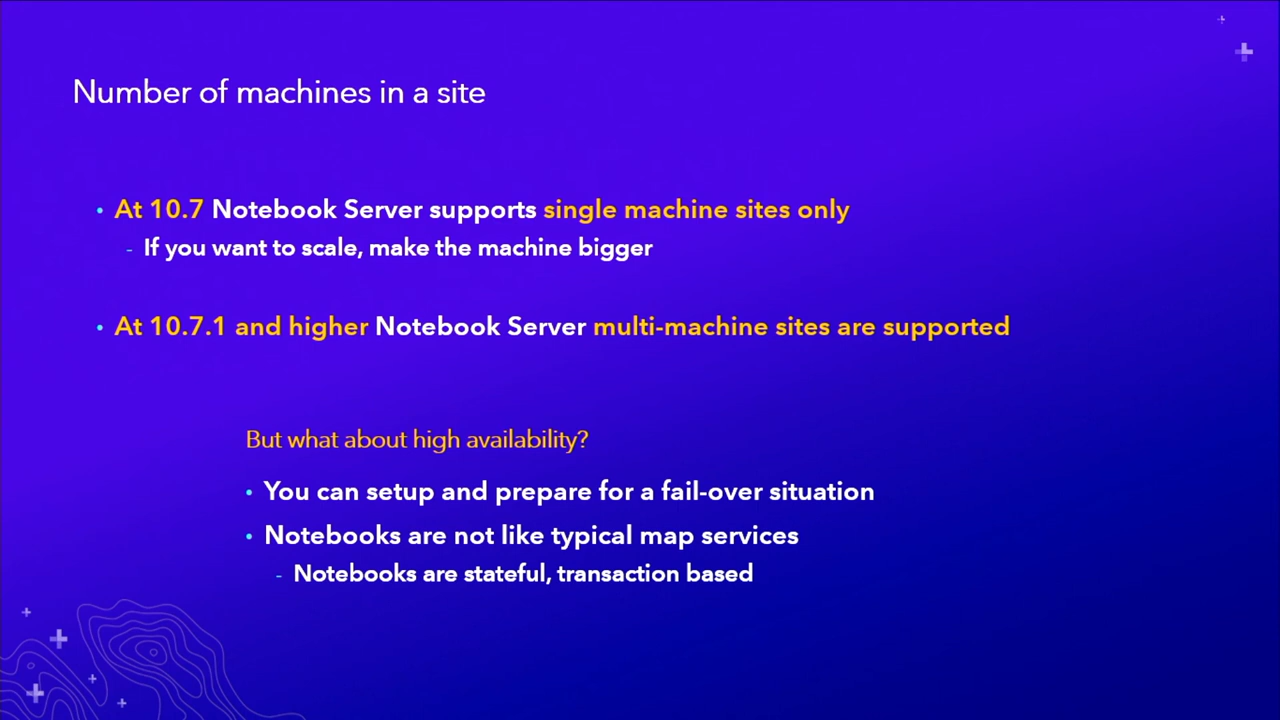 Number of machines in a site
• At 10.7 Notebook Server supports single machine sites only
- If you want to scale, make the machine bigger
• At 10.7.1 and higher Notebook Server multi-machine sites are supported
But what about high availability?
• You can setup and prepare for a fail-over situation
• Notebooks are not like typical map services
- Notebooks are stateful, transaction based